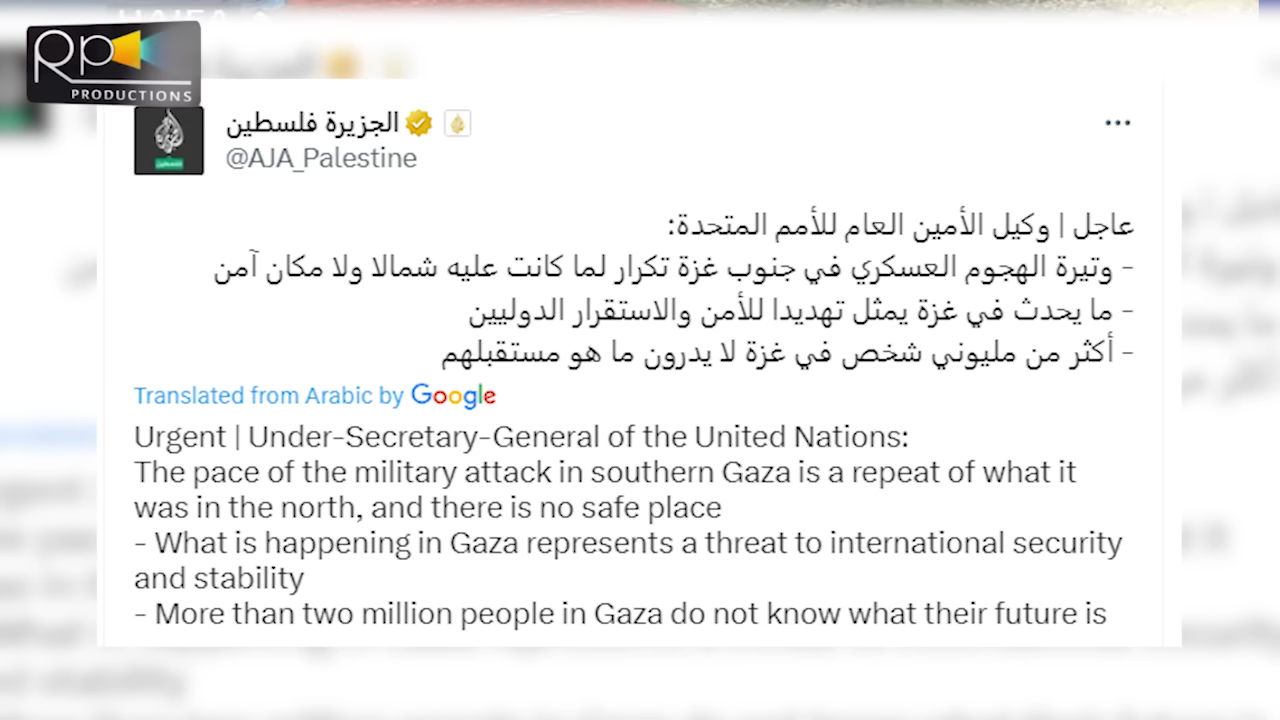 Rp
PRODUCTIONS
الجزيرة فلسطين
@AJA_Palestine
عاجل | وكيل الأمين العام للأمم المتحدة:
- وتيرة الهجوم العسكري في جنوب غزة تكرار لما كانت عليه شمالا ولا مكان آمن
- ما يحدث في غزة يمثل تهديدا للأمن والاستقرار الدوليين
- أكثر من مليوني شخص في غزة لا يدرون ما هو مستقبلهم
Translated from Arabic by Google
Urgent | Under-Secretary-General of the United Nations:
The pace of the military attack in southern Gaza is a repeat of what it
was in the north, and there is no safe place
- What is happening in Gaza represents a threat to international security
and stability
- More than two million people in Gaza do not know what their future is